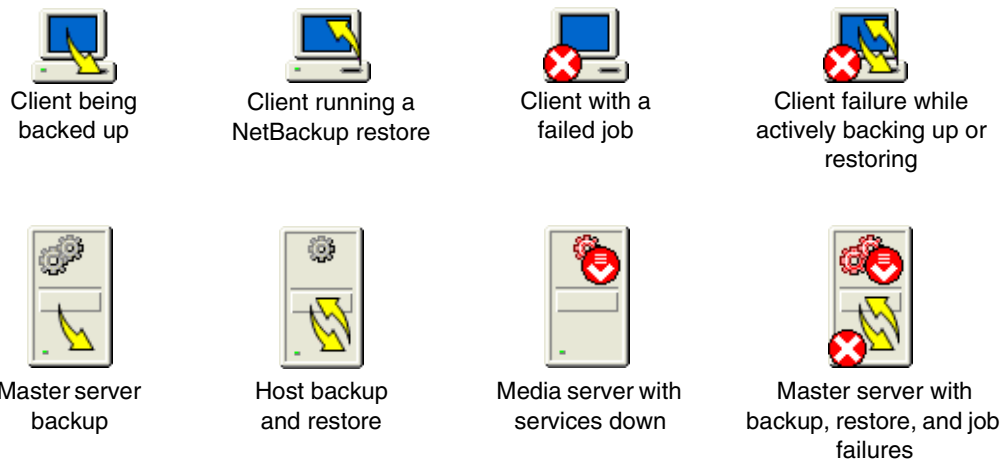 Client being
backed up
Client running a
NetBackup restore
Client with a
failed job
Client failure while
actively backing up or
restoring
Master server
backup
Host backup
and restore
Media server with
services down
Master server with
backup, restore, and job
failures